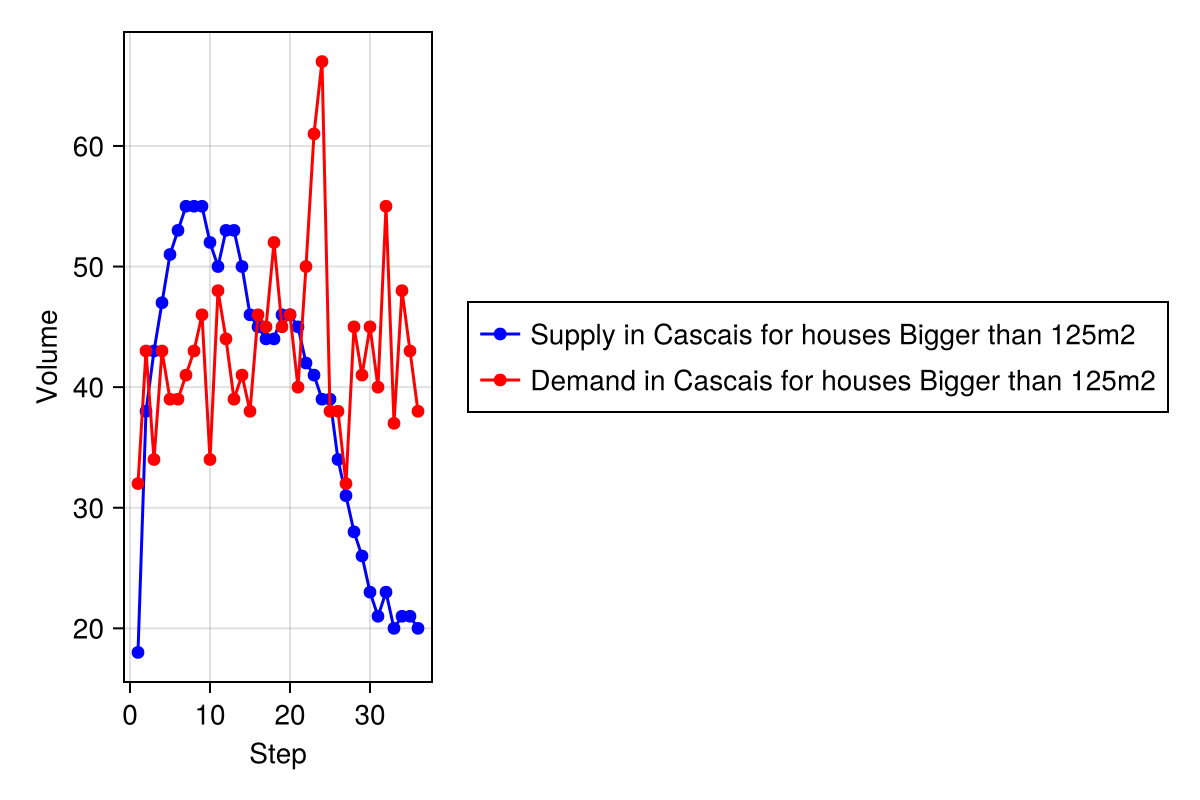 Volume
60
50
40
30
20
0 10 20 30
Step
Supply in Cascais for houses Bigger than 125m2
Demand in Cascais for houses Bigger than 125m2